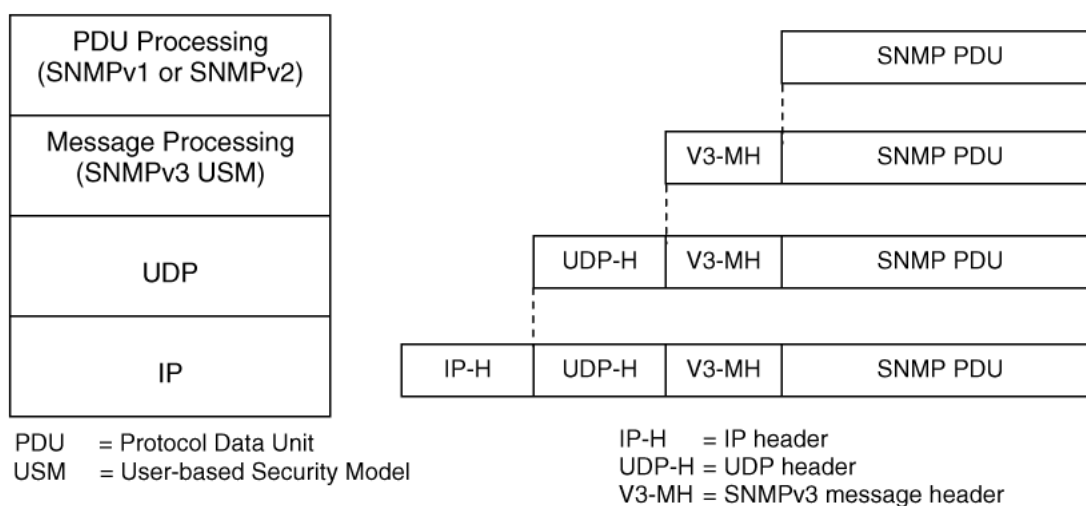 PDU Processing
(SNMPv1 or SNMPv2)
SNMP PDU
Message Processing
(SNMPv3 USM)
V3-MH SNMP PDU
UDP
UDP-H V3-MH SNMP PDU
IP
IP-H UDP-H V3-MH SNMP PDU
PDU = Protocol Data Unit
USM = User-based Security Model
IP-H = IP header
UDP-H = UDP header
V3-MH = SNMPv3 message header